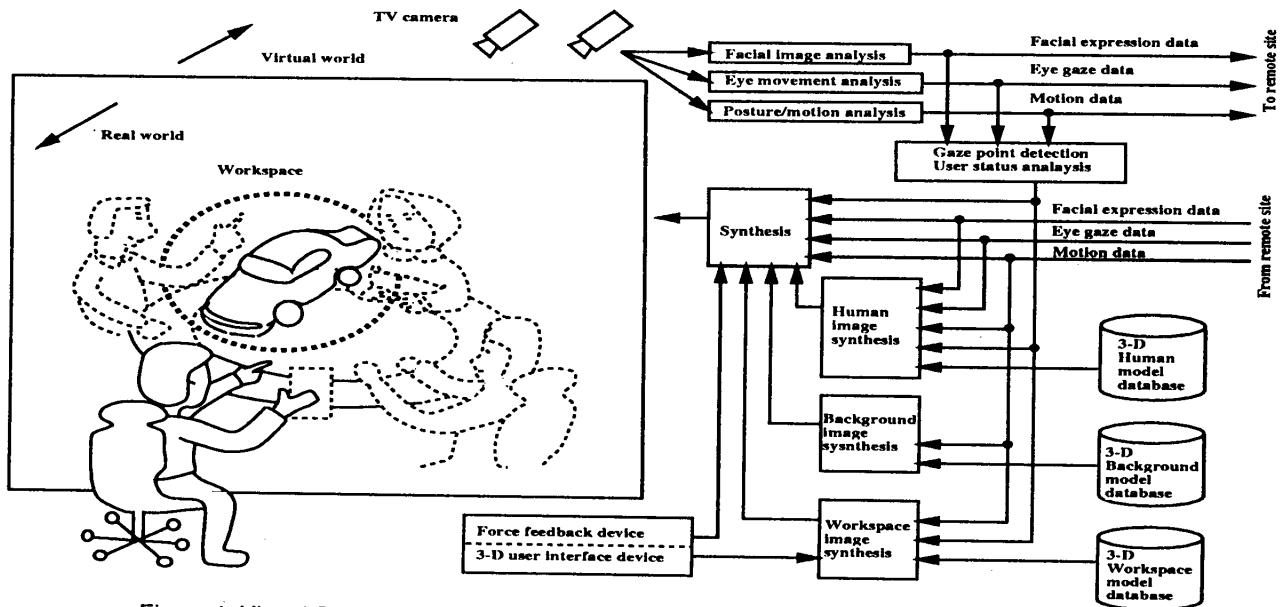 TV camera
Virtual world
Real world
Workspace
Facial image analysis
Eye movement analysis
Posture/motion analysis
Facial expression data
Eye gaze data
Motion data
To remote site
Gaze point detection
User status analaysis
Synthesis
Facial expression data
Eye gaze data
Motion data
From remote site
Human
image
synthesis
3-D
Human
model
database
Background
image
sysnthesis
3-D
Background
model
database
Workspace
image
synthesis
3-D
Workspace
model
database
Force feedback device
3-D user interface device